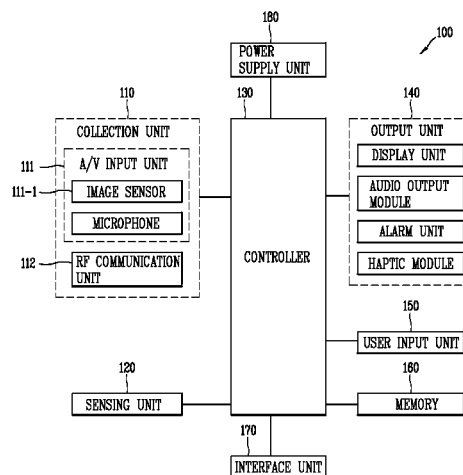 180
100
POWER
SUPPLY UNIT
110
130
140
COLLECTION UNIT
OUTPUT UNIT
111
A/V INPUT UNIT
DISPLAY UNIT
111-1
IMAGE SENSOR
AUDIO OUTPUT
MODULE
MICROPHONE
ALARM UNIT
112
RF COMMUNICATION
UNIT
CONTROLLER
HAPTIC MODULE
150
USER INPUT UNIT
120
160
SENSING UNIT
MEMORY
170
INTERFACE UNIT